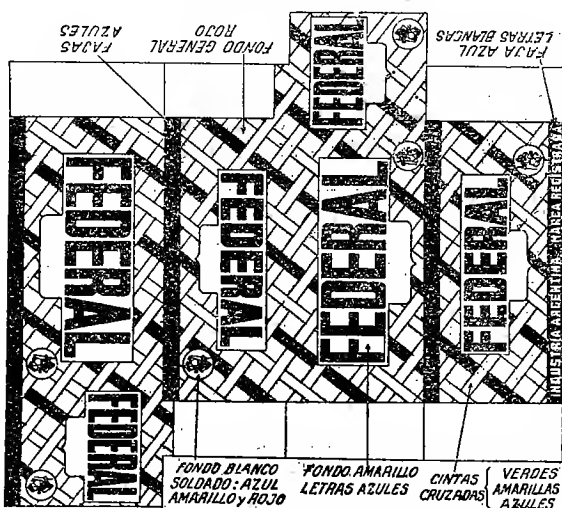 FAJAS
AZULES
FONDO GENERAL
ROJO
FAJA AZUL
LETRAS BLANCAS
FEDERAL
FEDERAL
FEDERAL
FEDERAL
FEDERAL
FEDERAL
INDUSTRIA ARGENTINA - MARCA REGISTRADA
FONDO BLANCO
SOLDADO: AZUL
AMARILLO y ROJO
FONDO AMARILLO
LETRAS AZULES
CINTAS
CRUZADAS
VERDES
AMARILLAS
AZULES